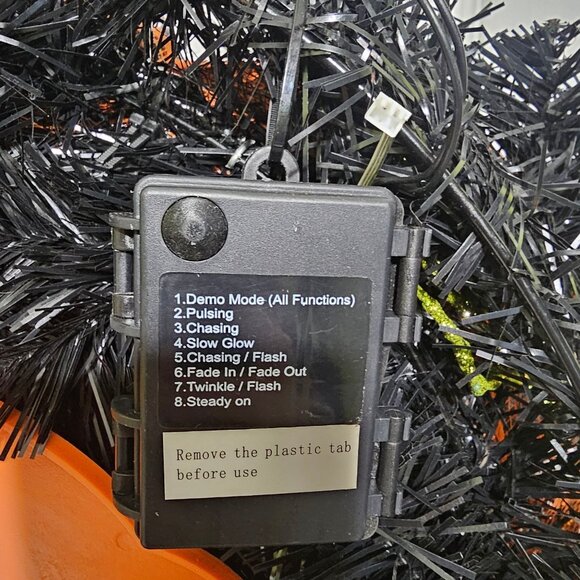 1.Demo Mode (All Functions)
2.Pulsing
3.Chasing
4.Slow Glow
5.Chasing / Flash
6.Fade In / Fade Out
7.Twinkle / Flash
8.Steady on
Remove the plastic tab
before use